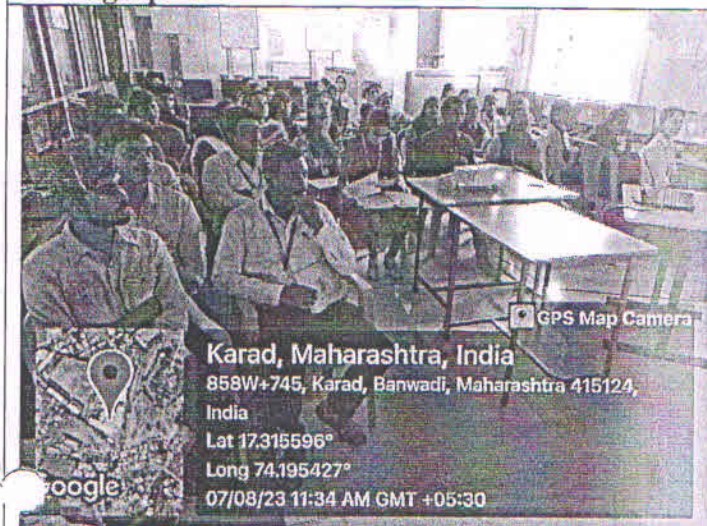 GPS Map Camera
Karad, Maharashtra, India
858W+745, Karad, Banwadi, Maharashtra 415124,
India
Lat 17.315596°
Long 74.195427°
Google
07/08/23 11:34 AM GMT +05:30